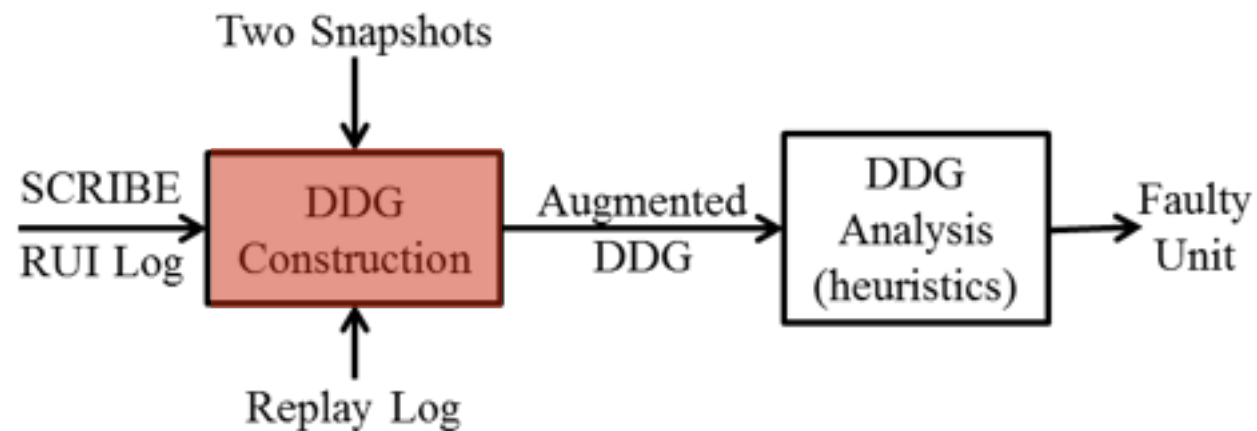 Two Snapshots
SCRIBE
RUI Log
DDG
Construction
Augmented
DDG
DDG
Analysis
(heuristics)
Faulty
Unit
Replay Log